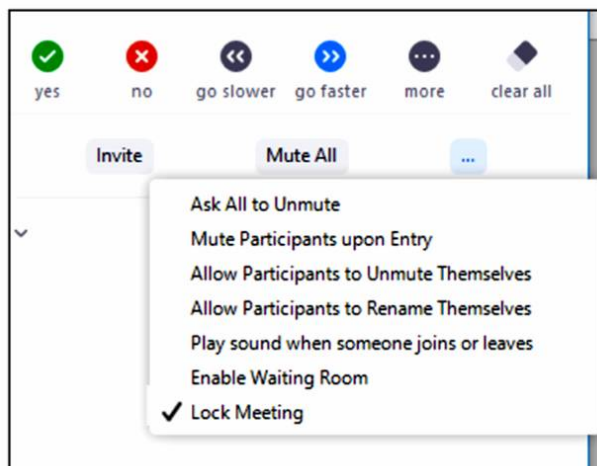 yes no go slower go faster more clear all
Invite Mute All ...
Ask All to Unmute
Mute Participants upon Entry
Allow Participants to Unmute Themselves
Allow Participants to Rename Themselves
Play sound when someone joins or leaves
Enable Waiting Room
Lock Meeting